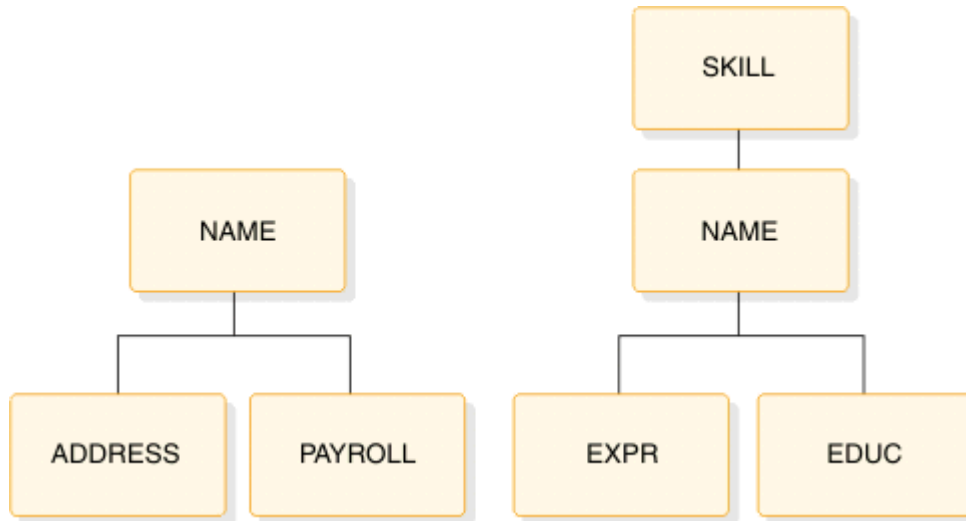 SKILL
NAME
NAME
ADDRESS
PAYROLL
EXPR
EDUC